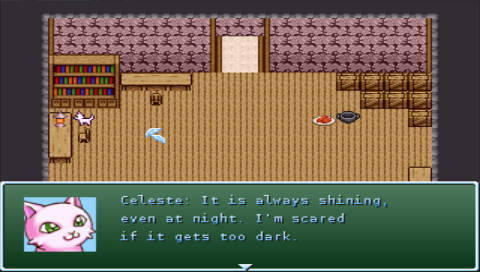 Celeste: It is always shining,
even at night. I'm scared
if it gets too dark.